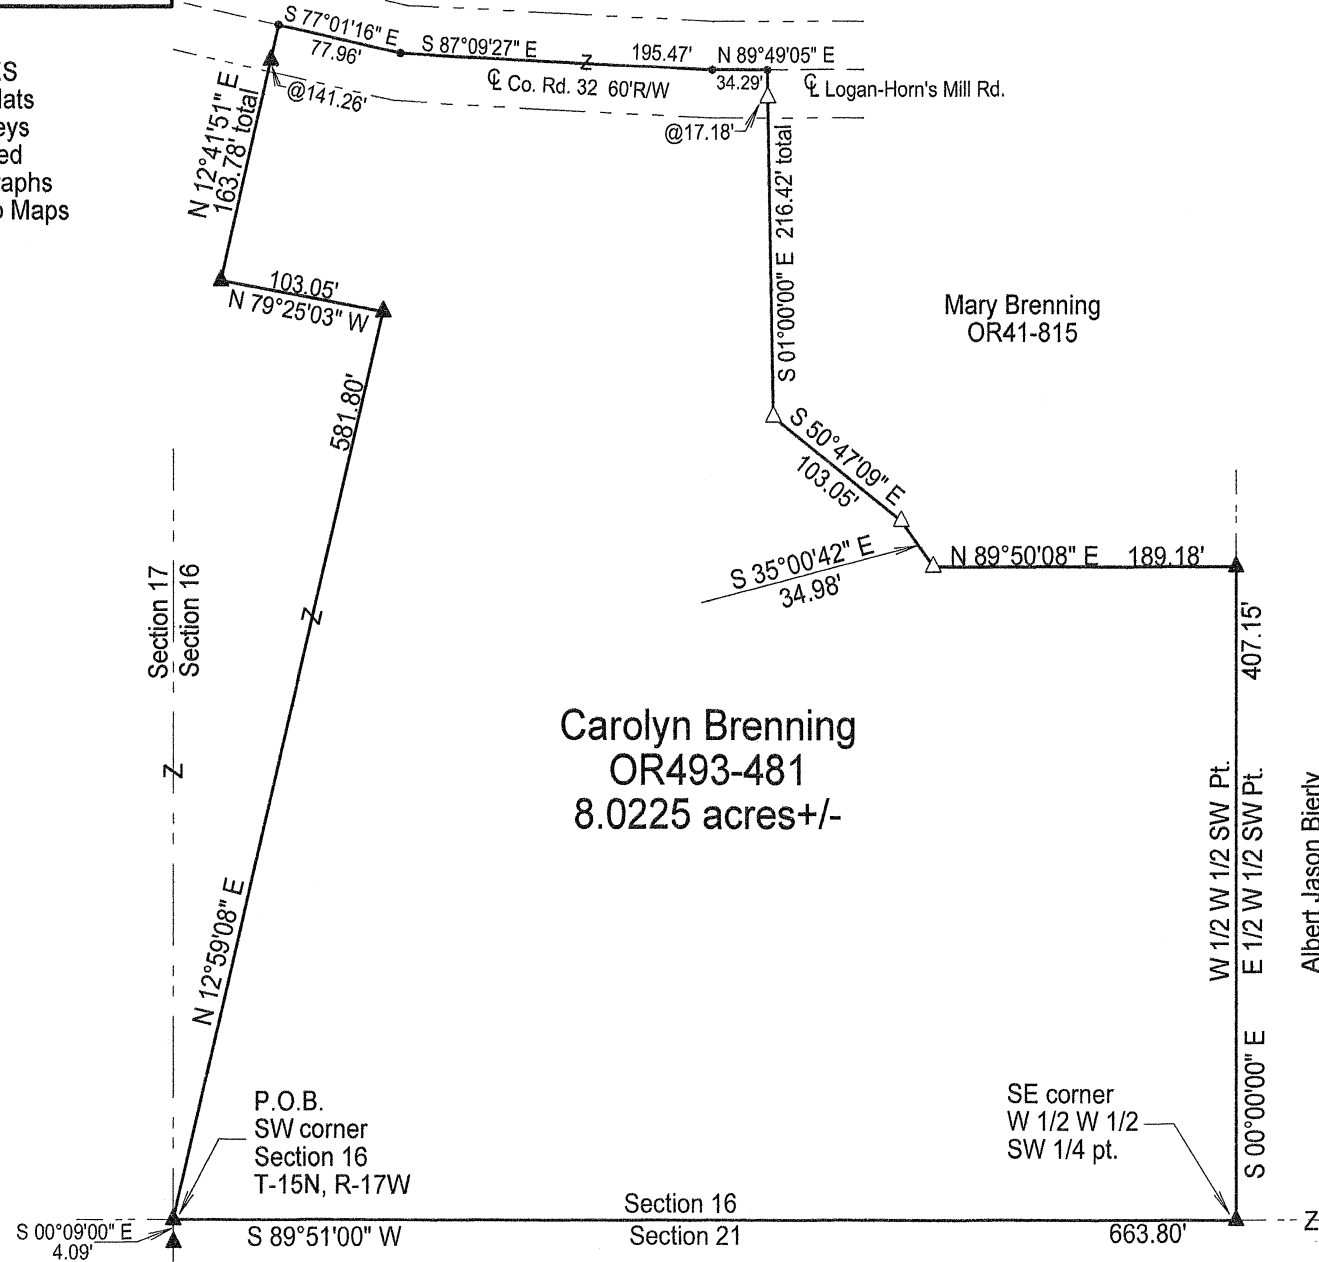 S 77°01'16" E
77.96'
S 87°09'27" E
Z
195.47'
N 89°49'05" E
34.29'
℄ Co. Rd. 32 60'R/W
℄ Logan-Horn's Mill Rd.
@141.26'
@17.18'
N 12°41'51" E
163.78' total
ES
eys
Maps
216.42' total
S 01°00'00" E
103.05'
N 79°25'03" W
Mary Brenning
OR41-815
581.80'
S 50°47'09" E
103.05'
S 35°00'42" E
34.98'
N 89°50'08" E 189.18'
407.15'
Section 17
Section 16
Z
Z
Carolyn Brenning
OR493-481
8.0225 acres+/-
W 1/2 W 1/2 SW Pt.
E 1/2 W 1/2 SW Pt.
Albert Jason Bierly
N 12°59'08" E
S 00°00'00" E
P.O.B.
SW corner
Section 16
T-15N, R-17W
SE corner
W 1/2 W 1/2
SW 1/4 pt.
S 00°09'00" E
4.09'
Section 16
S 89°51'00" W
Section 21
663.80'
Z